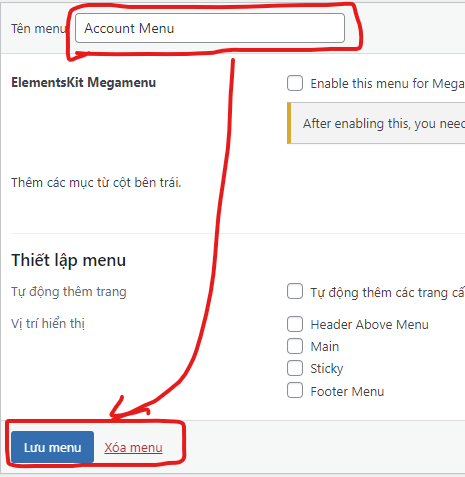 Tên menu Account Menu
ElementsKit Megamenu
Enable this menu for Mega
After enabling this, you need
Thêm các mục từ cột bên trái.
Thiết lập menu
Tự động thêm trang
Tự động thêm các trang cấ
Vị trí hiển thị
Header Above Menu
Main
Sticky
Footer Menu
Lưu menu
Xóa menu